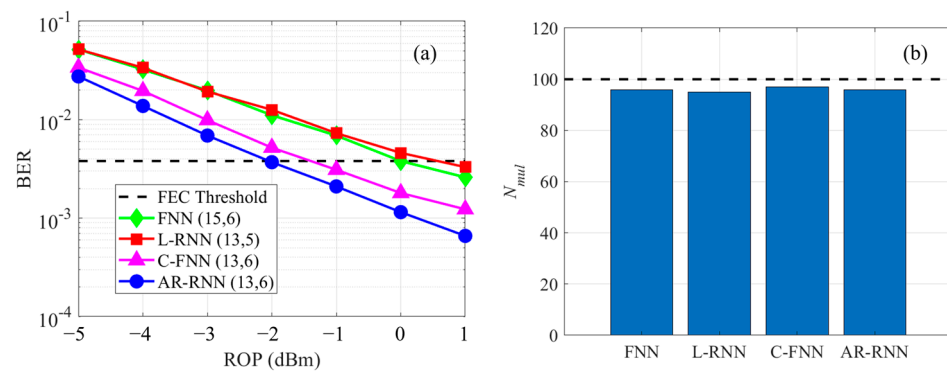 10^-1
10^-2
10^-3
10^-4
BER
(a)
FEC Threshold
FNN (15,6)
L-RNN (13,5)
C-FNN (13,6)
AR-RNN (13,6)
−5 −4 −3 −2 −1 0 1
ROP (dBm)
(b)
120
100
80
60
40
20
0
N_mul
FNN L-RNN C-FNN AR-RNN